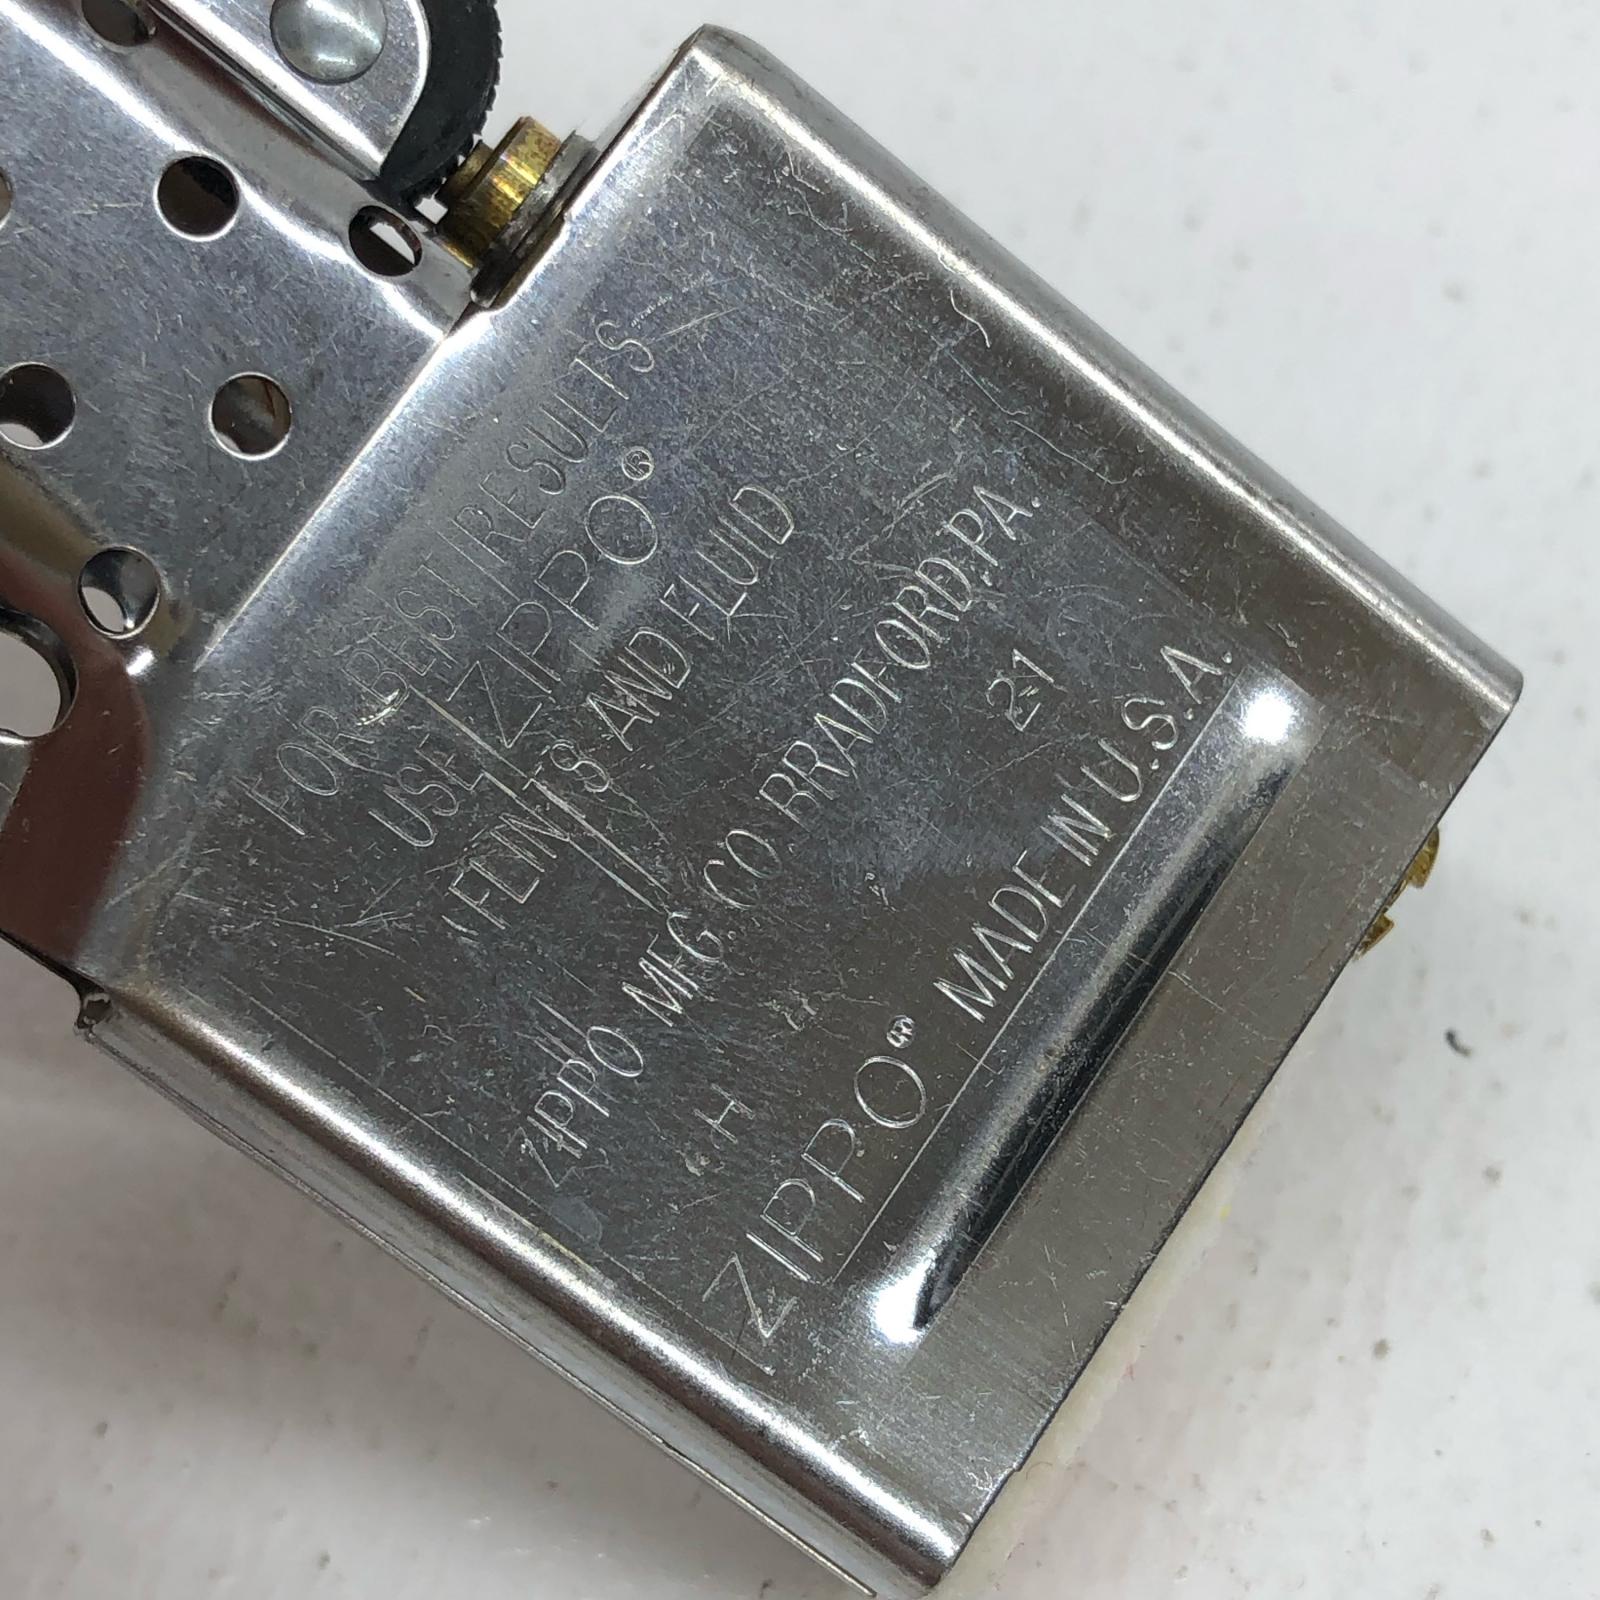 FOR BEST RESULTS
USE ZIPPO®
FLINTS AND FLUID
ZIPPO MFG. CO. BRADFORD, PA.
H 21
ZIPPO® MADE IN U.S.A.